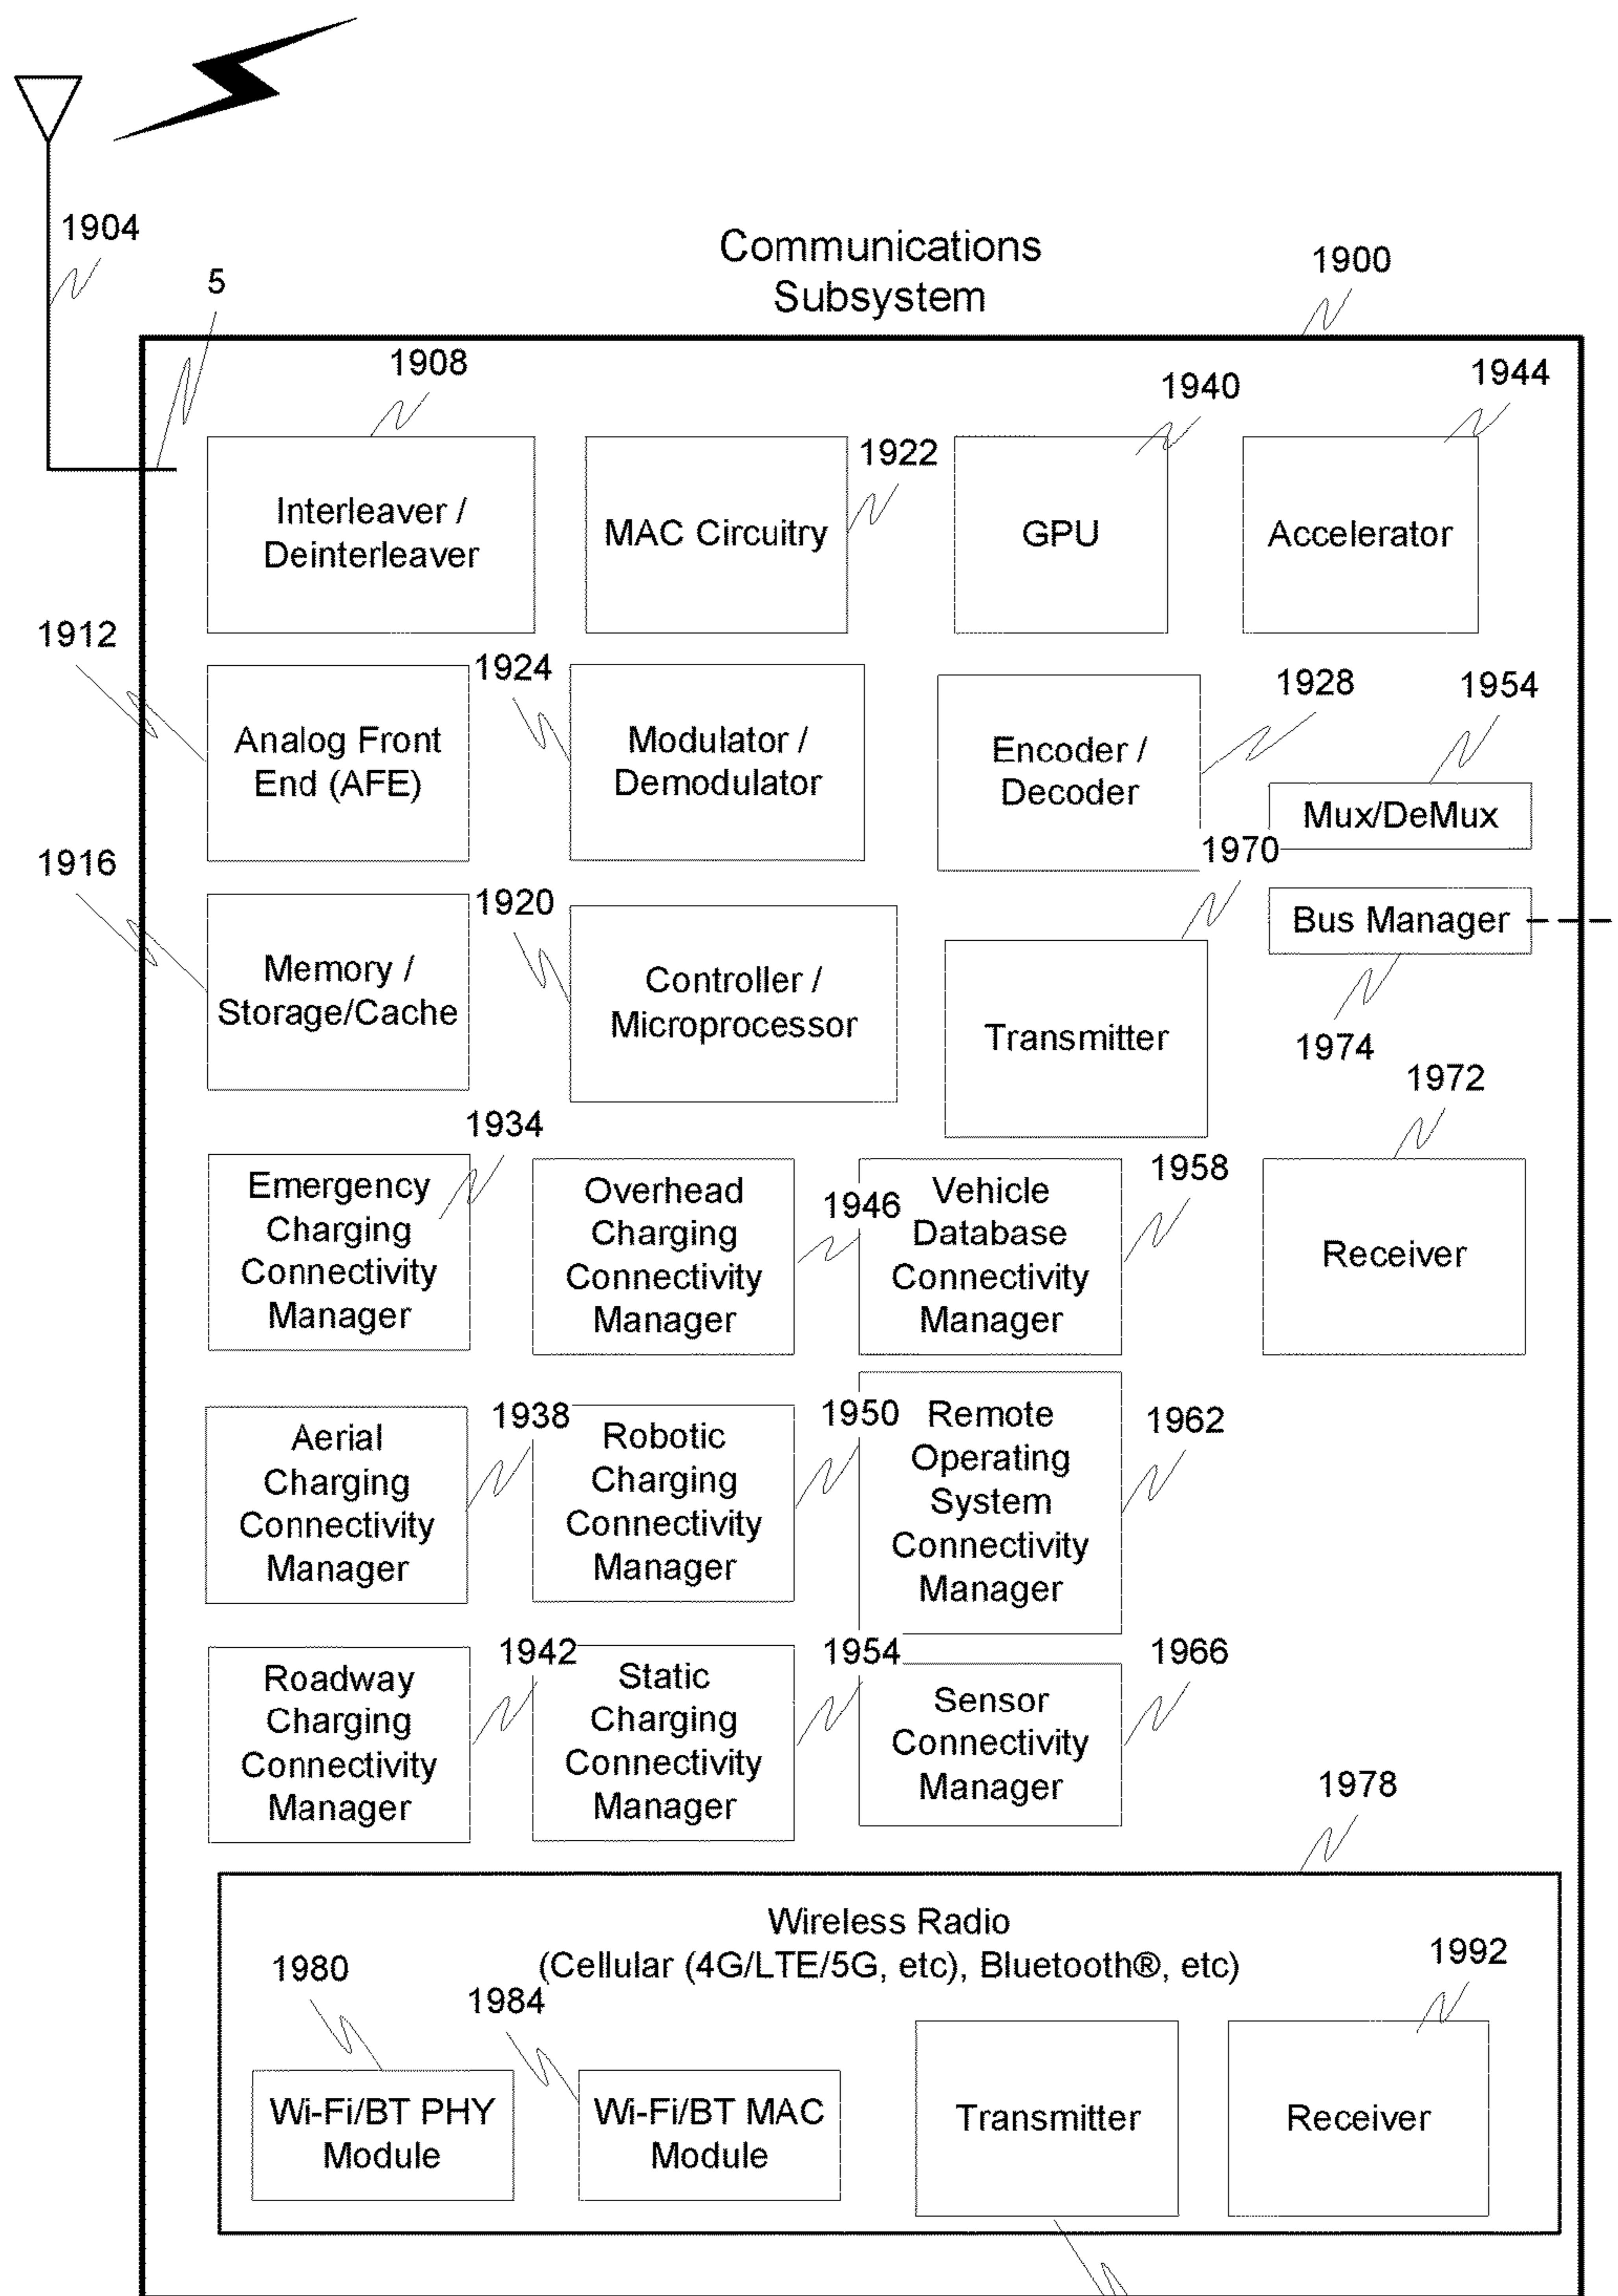 1904
5
Communications
Subsystem
1900
1908
1922
1940
1944
Interleaver /
Deinterleaver
MAC Circuitry
GPU
Accelerator
1912
1924
1928
1954
Analog Front
End (AFE)
Modulator /
Demodulator
Encoder /
Decoder
Mux/DeMux
1916
1920
1970
Memory /
Storage/Cache
Controller /
Microprocessor
Transmitter
Bus Manager
1974
1972
1934
Emergency
Charging
Connectivity
Manager
Overhead
Charging
Connectivity
Manager
1946
Vehicle
Database
Connectivity
Manager
1958
Receiver
Aerial
Charging
Connectivity
Manager
1938
Robotic
Charging
Connectivity
Manager
1950
Remote
Operating
System
Connectivity
Manager
1962
Roadway
Charging
Connectivity
Manager
1942
Static
Charging
Connectivity
Manager
1954
Sensor
Connectivity
Manager
1966
1978
Wireless Radio
(Cellular (4G/LTE/5G, etc), Bluetooth®, etc)
1980
1984
1992
Wi-Fi/BT PHY
Module
Wi-Fi/BT MAC
Module
Transmitter
Receiver